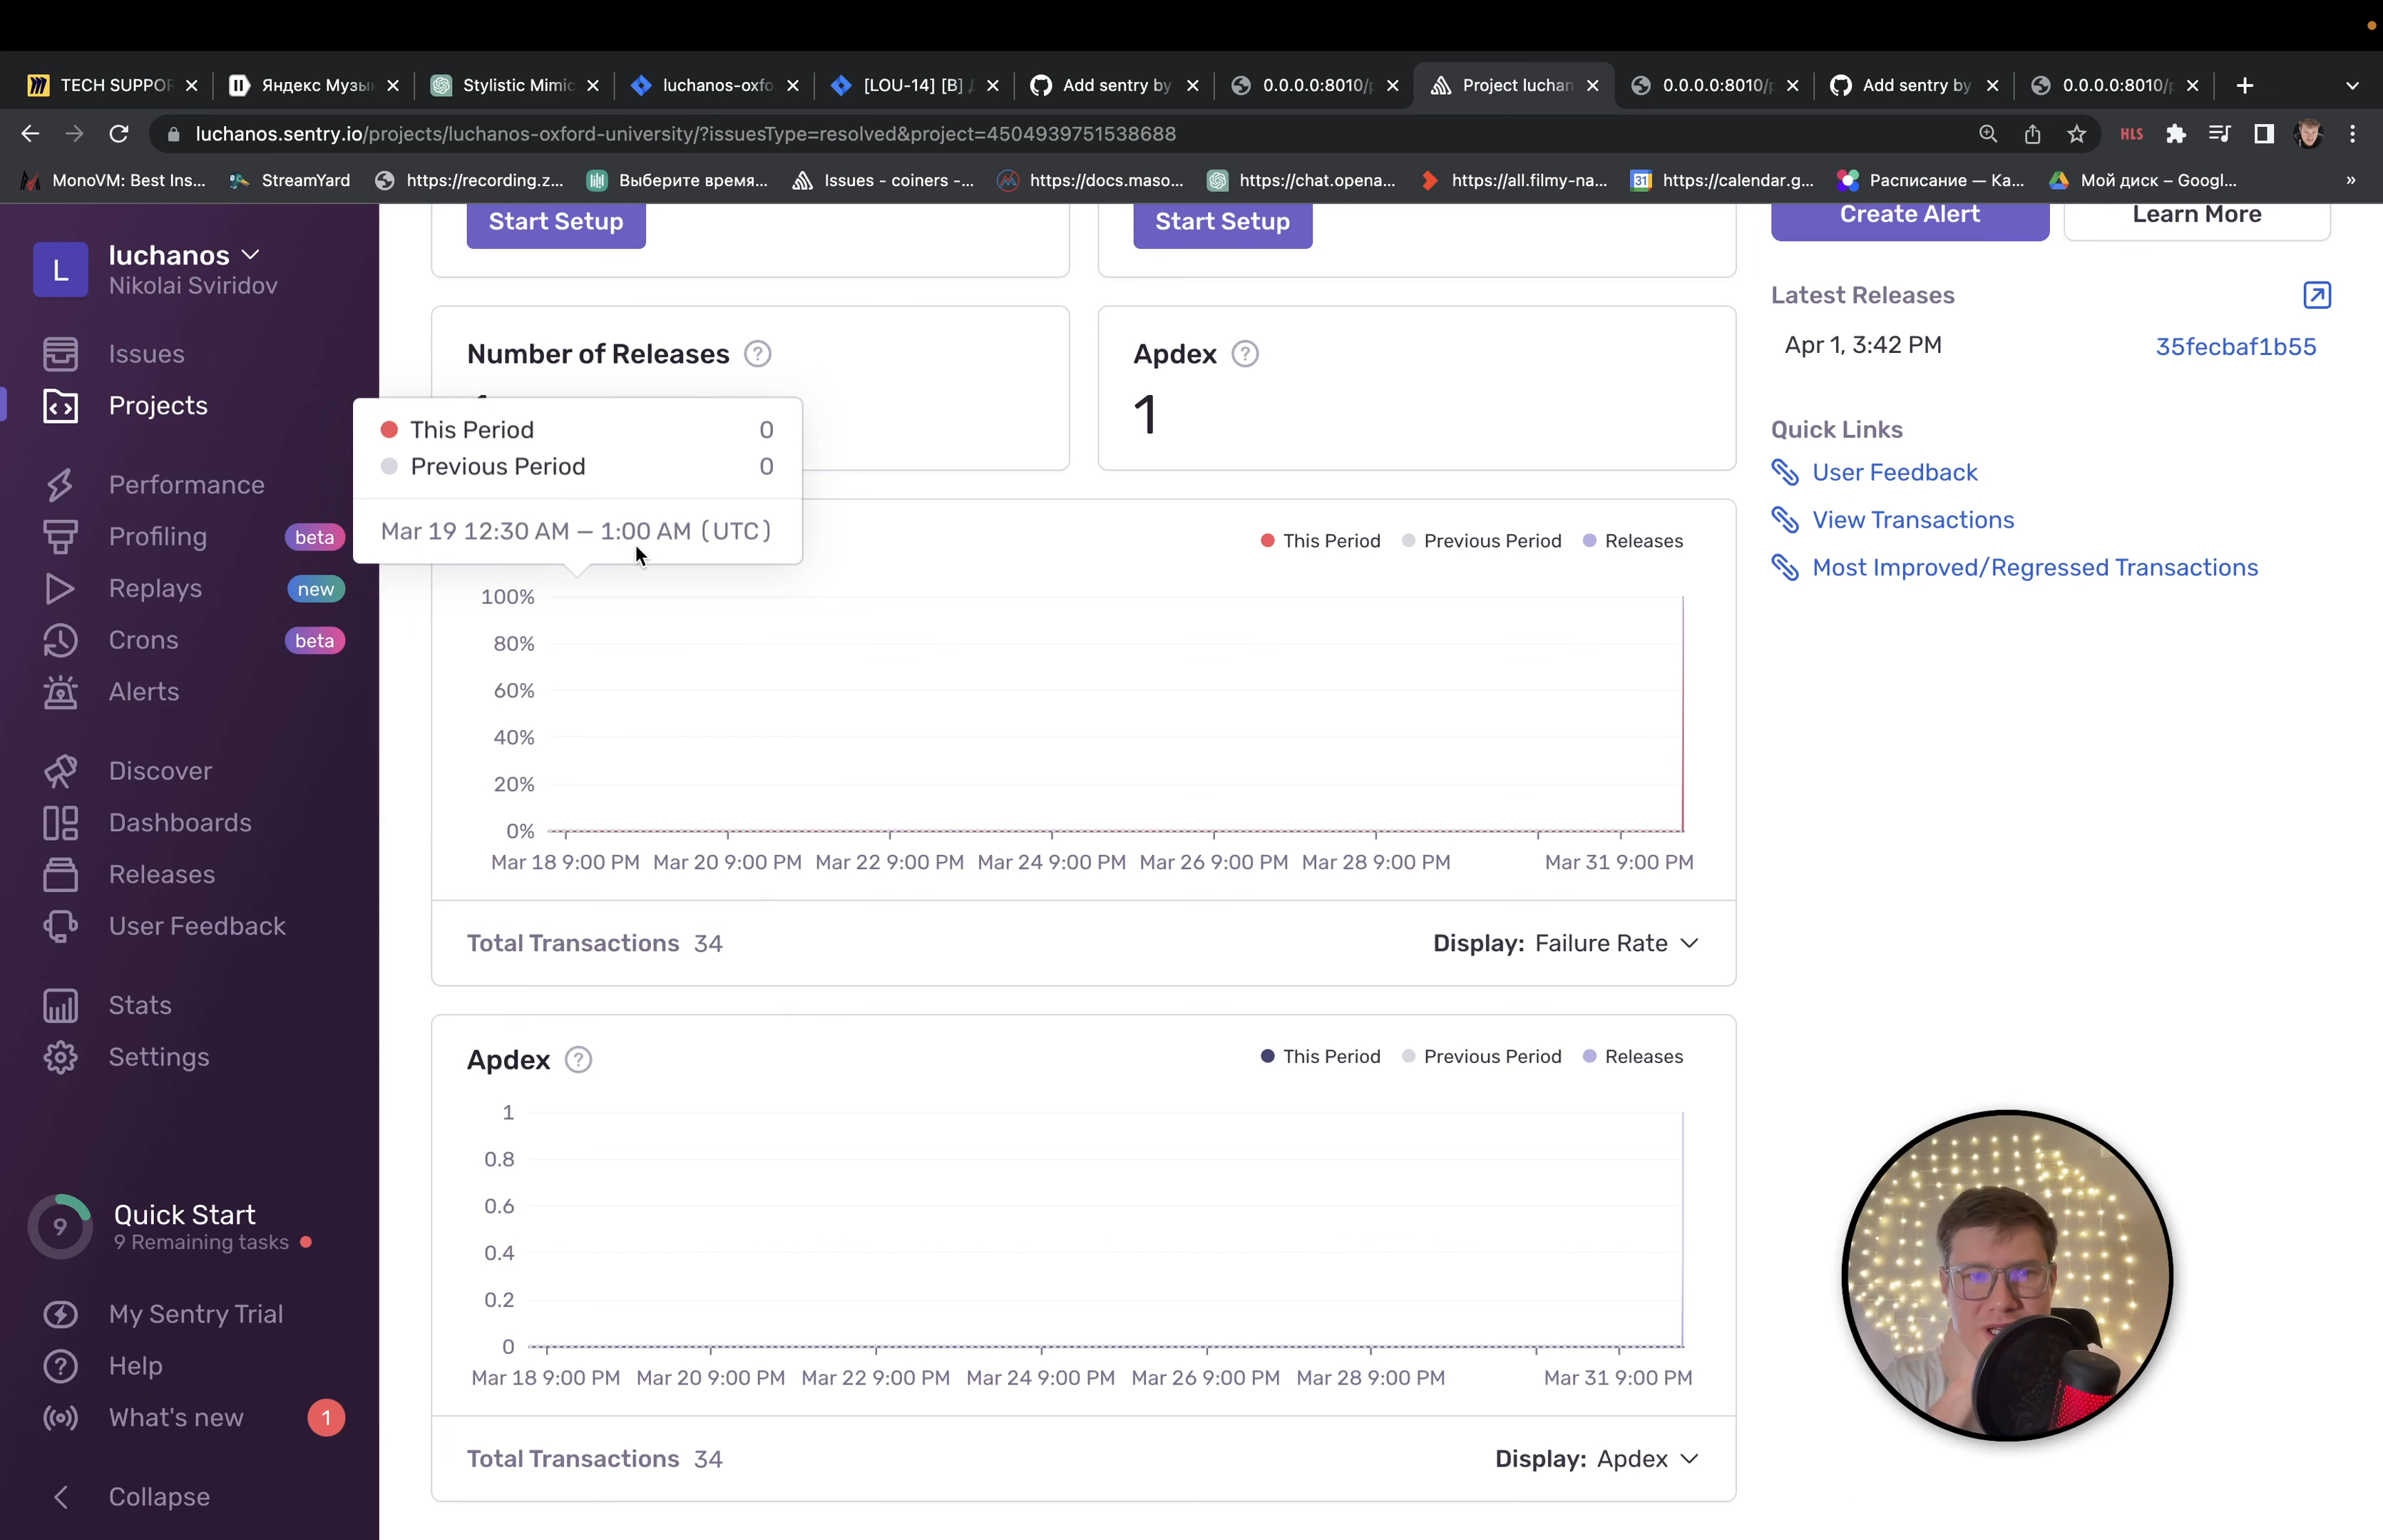 TECH SUPPOR
Яндекс Музык
Stylistic Mimic
luchanos-oxfo
[LOU-14] [B] Д
Add sentry by
0.0.0.0:8010/p
Project luchan
0.0.0.0:8010/p
Add sentry by
0.0.0.0:8010/p
luchanos.sentry.io/projects/luchanos-oxford-university/?issuesType=resolved&project=4504939751538688
HLS
MonoVM: Best Ins...
StreamYard
https://recording.z...
Выберите время...
Issues - coiners -...
https://docs.maso...
https://chat.opena...
https://all.filmy-na...
31
https://calendar.g...
Расписание — Ка...
Мой диск – Googl...
»
L
luchanos
Nikolai Sviridov
Issues
Projects
Performance
Profiling beta
Replays new
Crons beta
Alerts
Discover
Dashboards
Releases
User Feedback
Stats
Settings
9
Quick Start
9 Remaining tasks
My Sentry Trial
Help
What's new 1
Collapse
Start Setup
Start Setup
Number of Releases ?
Apdex ?
1
This Period 0
Previous Period 0
Mar 19 12:30 AM — 1:00 AM (UTC)
This Period Previous Period Releases
100%
80%
60%
40%
20%
0%
Mar 18 9:00 PM Mar 20 9:00 PM Mar 22 9:00 PM Mar 24 9:00 PM Mar 26 9:00 PM Mar 28 9:00 PM Mar 31 9:00 PM
Total Transactions 34
Display: Failure Rate
Apdex ?
This Period Previous Period Releases
1
0.8
0.6
0.4
0.2
0
Mar 18 9:00 PM Mar 20 9:00 PM Mar 22 9:00 PM Mar 24 9:00 PM Mar 26 9:00 PM Mar 28 9:00 PM Mar 31 9:00 PM
Total Transactions 34
Display: Apdex
Create Alert
Learn More
Latest Releases
Apr 1, 3:42 PM 35fecbaf1b55
Quick Links
User Feedback
View Transactions
Most Improved/Regressed Transactions